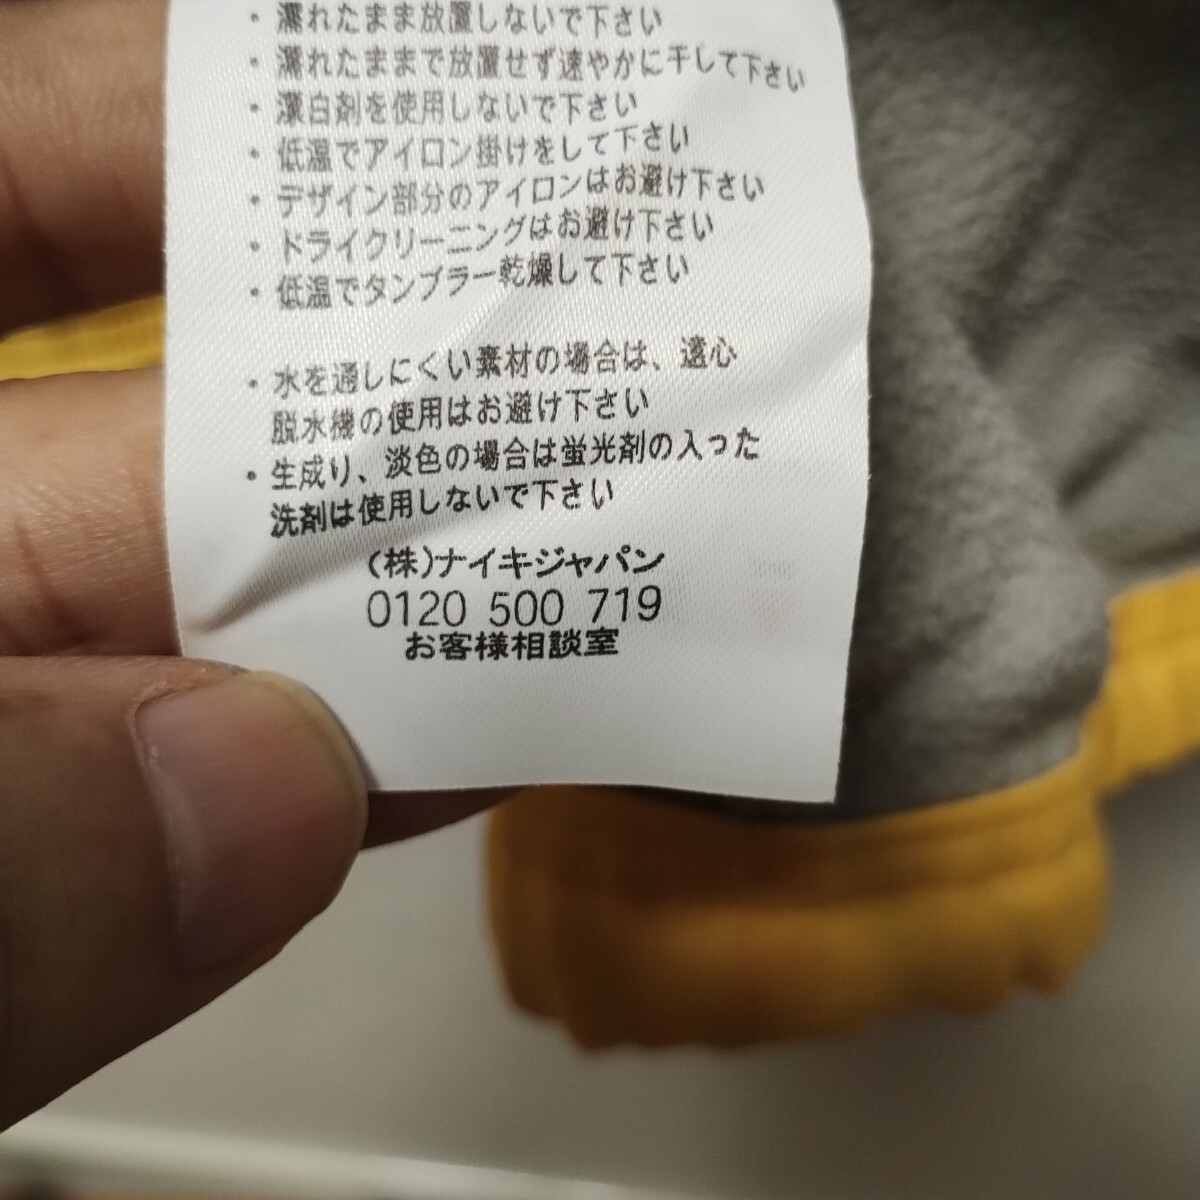 ・濡れたまま放置しないで下さい
・濡れたままで放置せず速やかに干して下さい
・漂白剤を使用しないで下さい
・低温でアイロン掛けをして下さい
・デザイン部分のアイロンはお避け下さい
・ドライクリーニングはお避け下さい
・低温でタンブラー乾燥して下さい
・水を通しにくい素材の場合は、遠心
脱水機の使用はお避け下さい
・生成り、淡色の場合は蛍光剤の入った
洗剤は使用しないで下さい
(株)ナイキジャパン
0120 500 719
お客様相談室